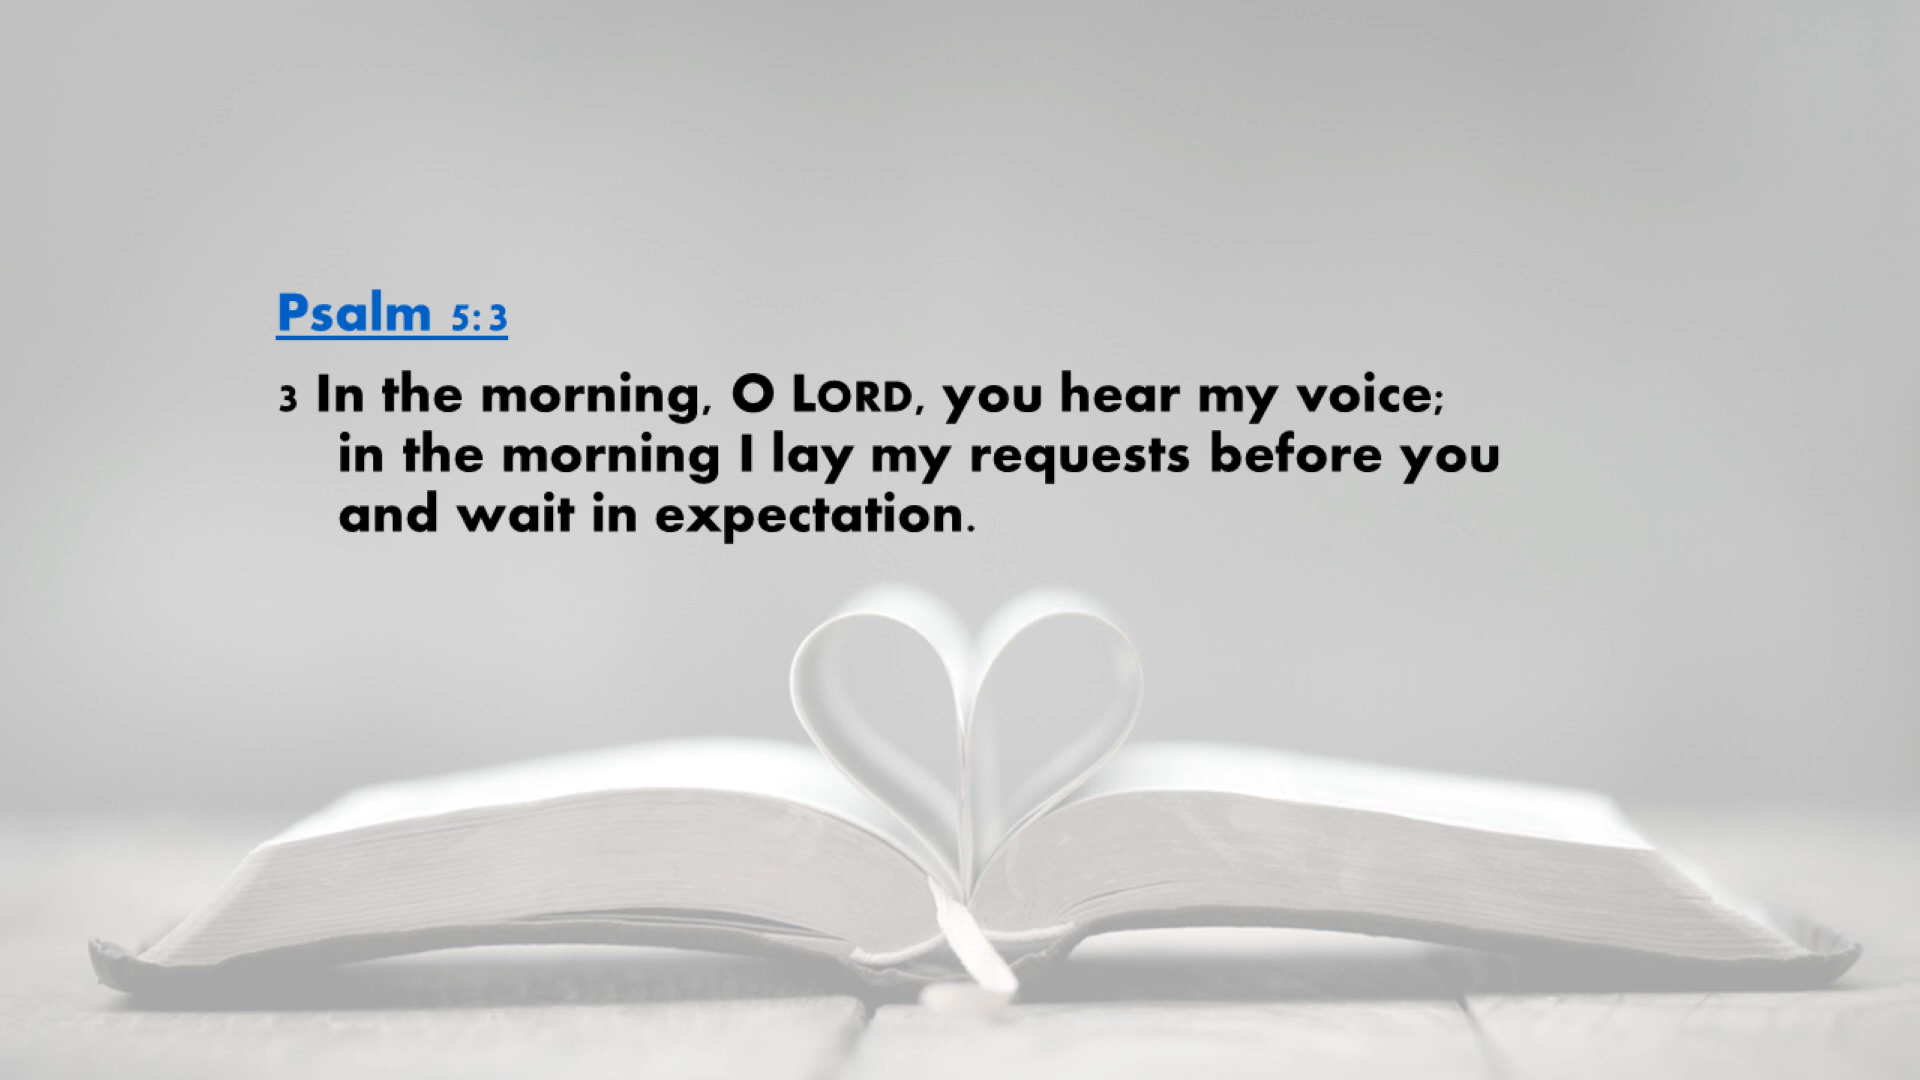 Psalm 5:3
3 In the morning, O LORD, you hear my voice;
in the morning I lay my requests before you
and wait in expectation.